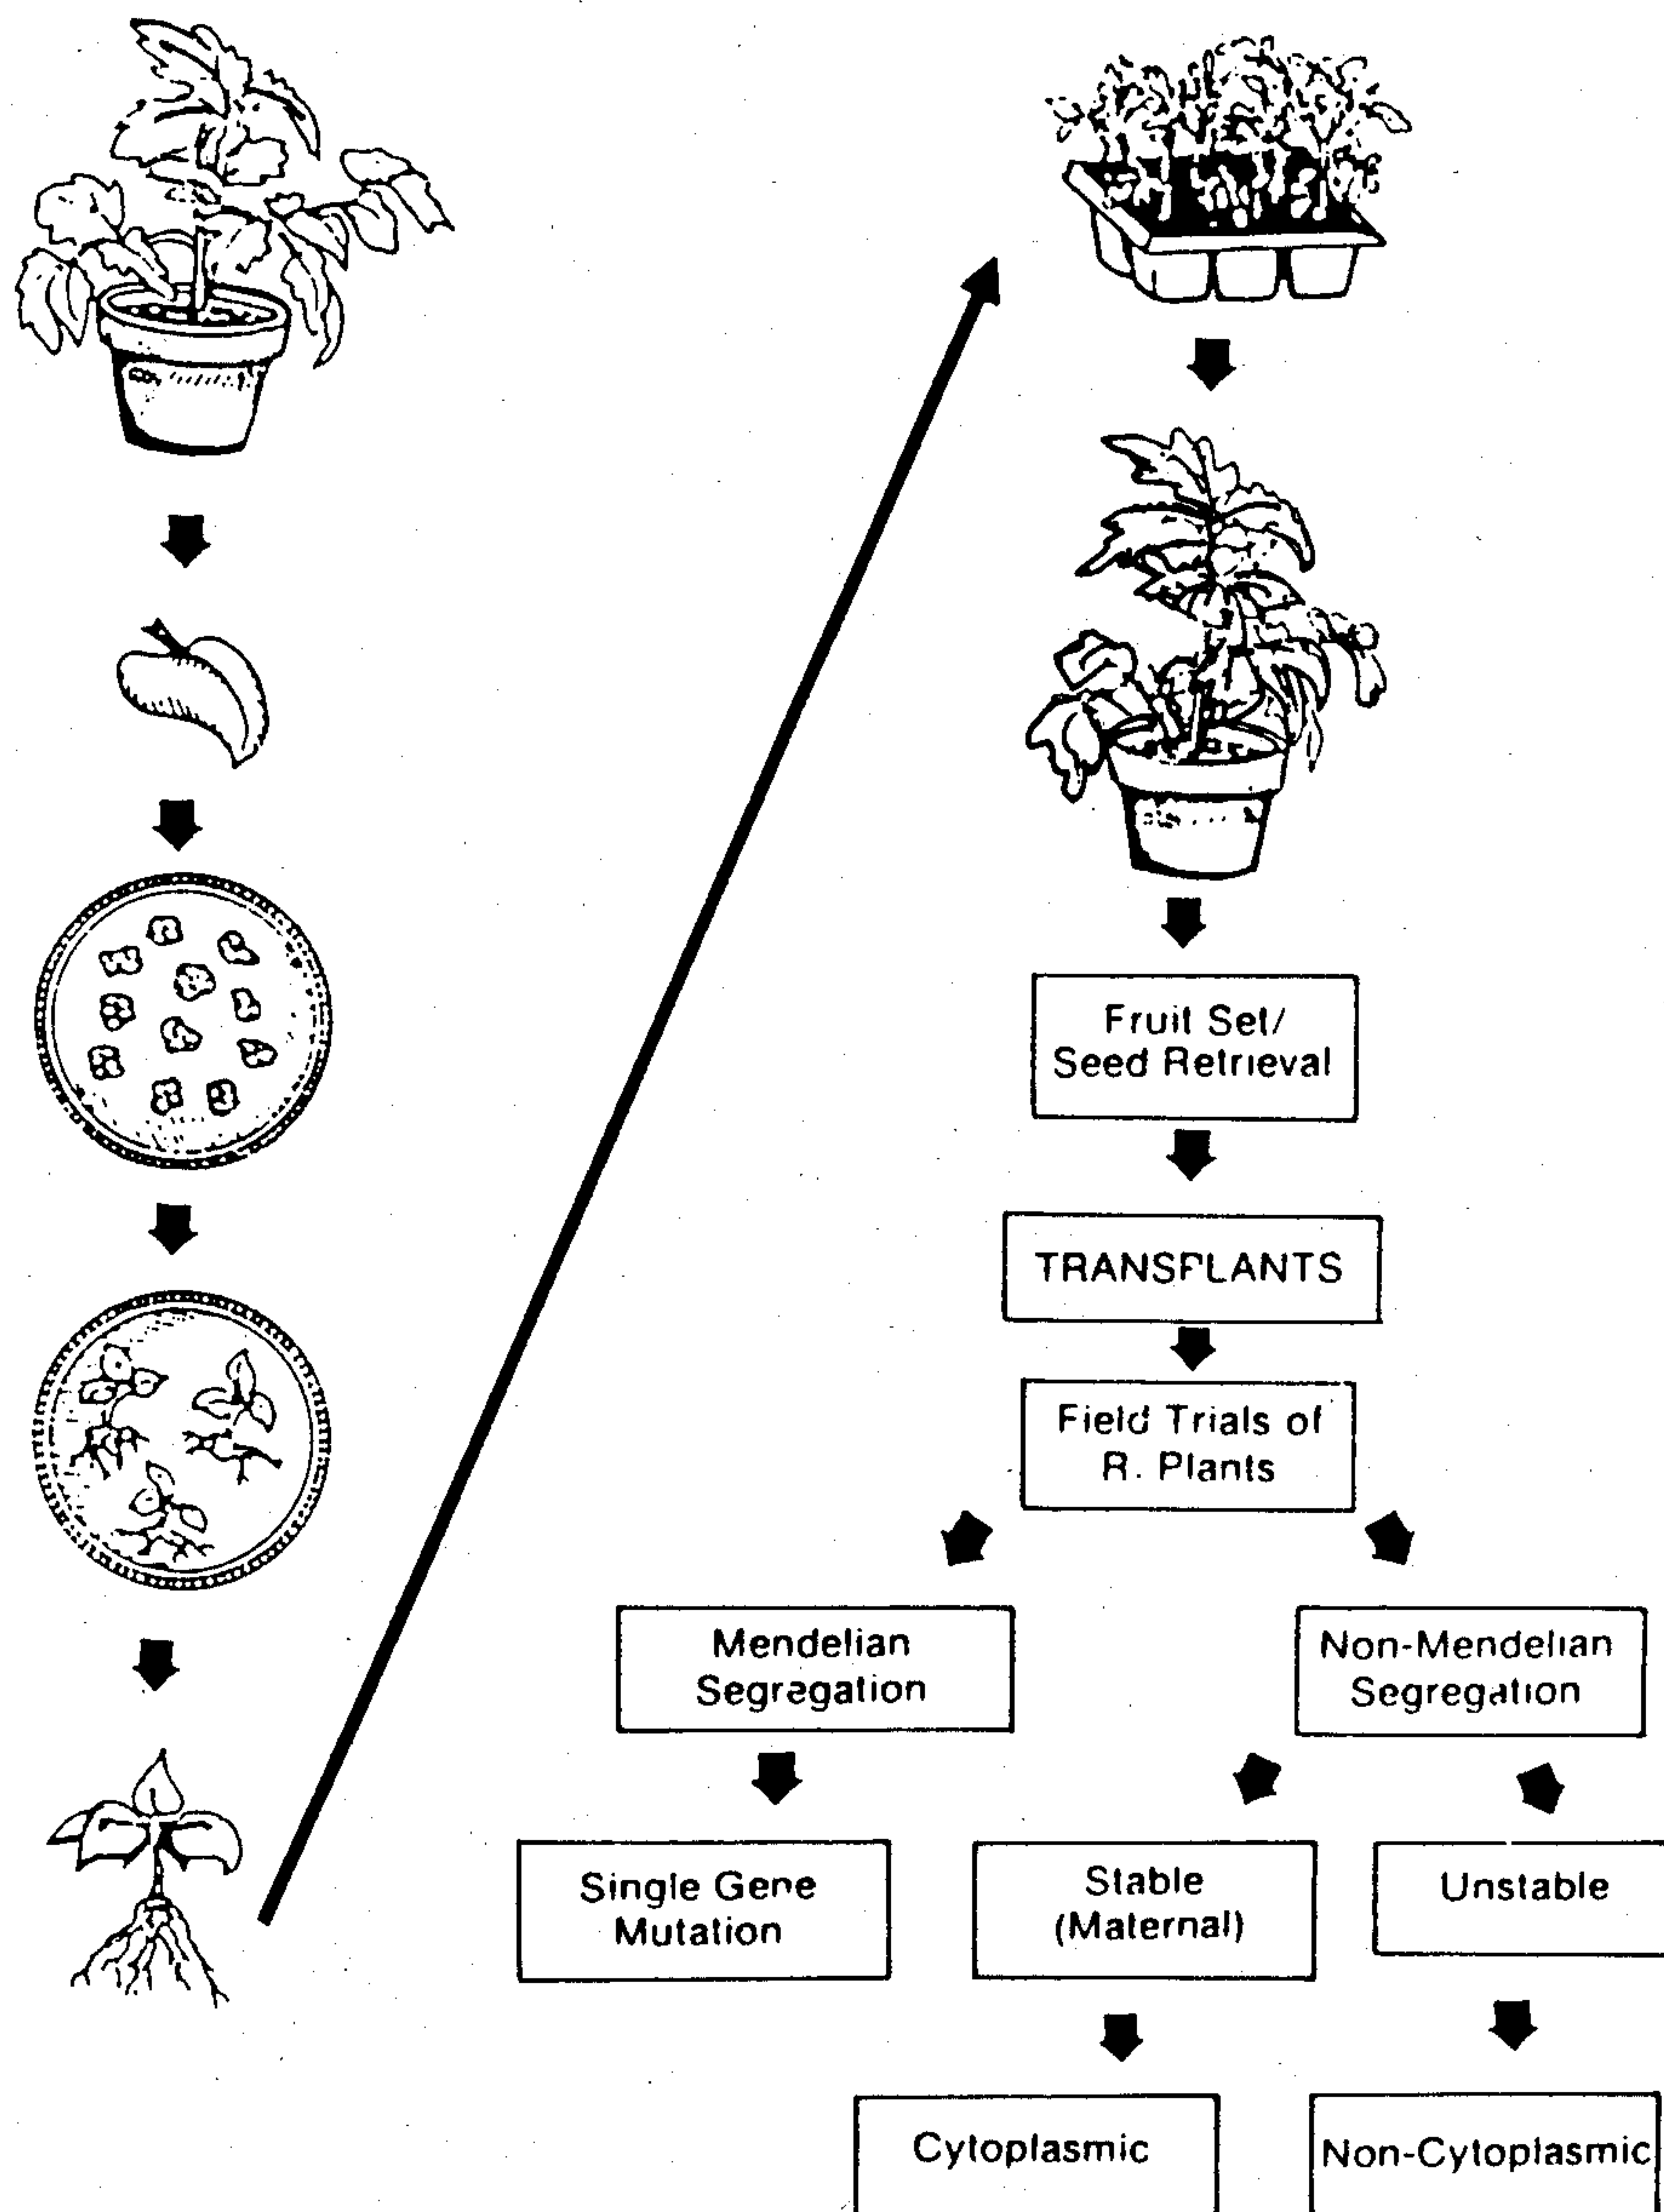 Fruit Set/
Seed Retrieval
TRANSPLANTS
Field Trials of
R. Plants
Mendelian
Segregation
Non-Mendelian
Segregation
Single Gene
Mutation
Stable
(Maternal)
Unstable
Cytoplasmic
Non-Cytoplasmic